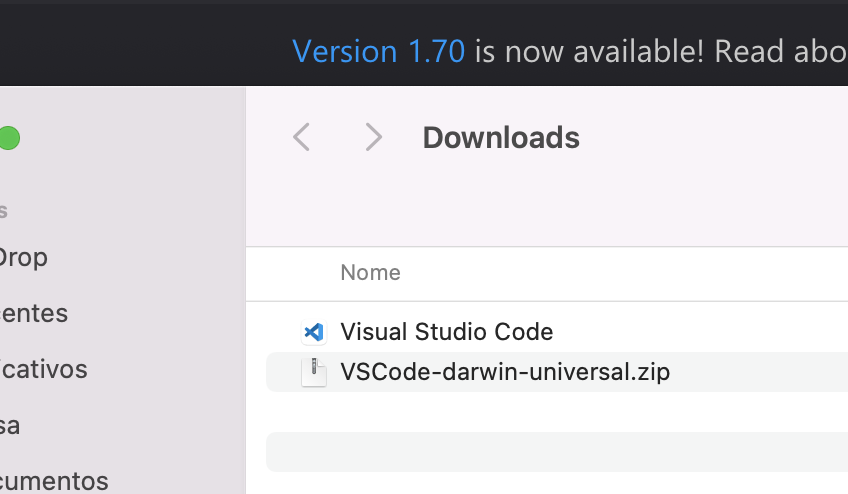 Version 1.70 is now available! Read abo
Downloads
s
Drop
centes
icativos
sa
cumentos
Nome
Visual Studio Code
VSCode-darwin-universal.zip